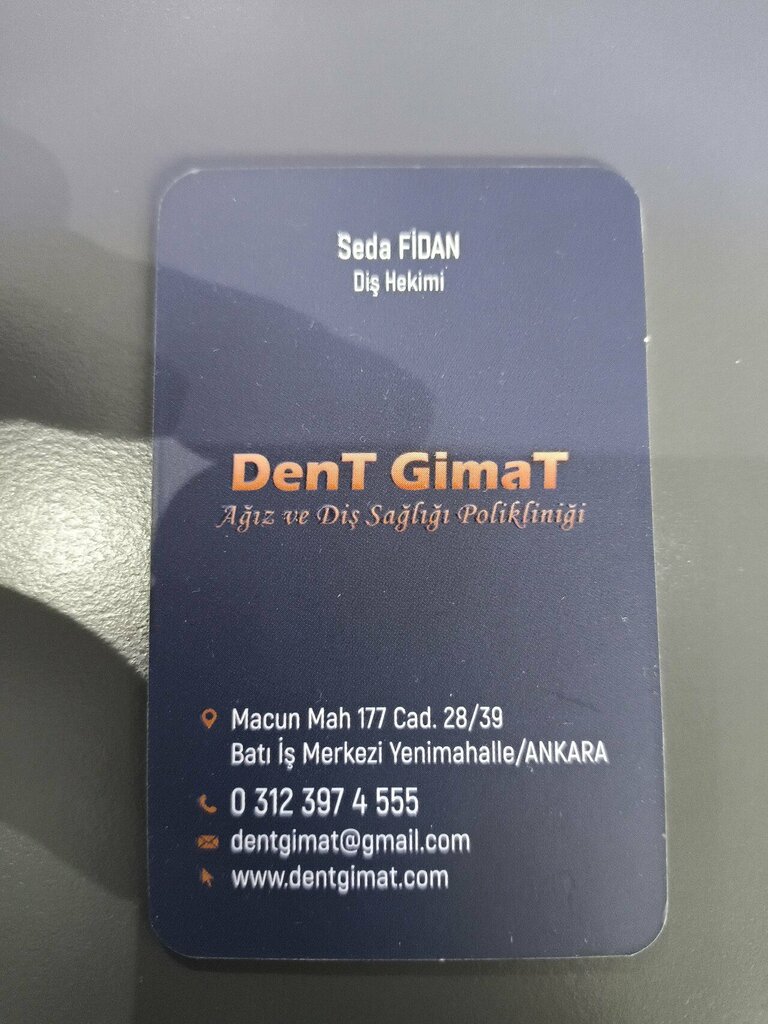 Seda FİDAN
Diş Hekimi
DenT GimaT
Ağız ve Diş Sağlığı Polikliniği
Macun Mah 177 Cad. 28/39
Batı İş Merkezi Yenimahalle/ANKARA
0 312 397 4 555
dentgimat@gmail.com
www.dentgimat.com